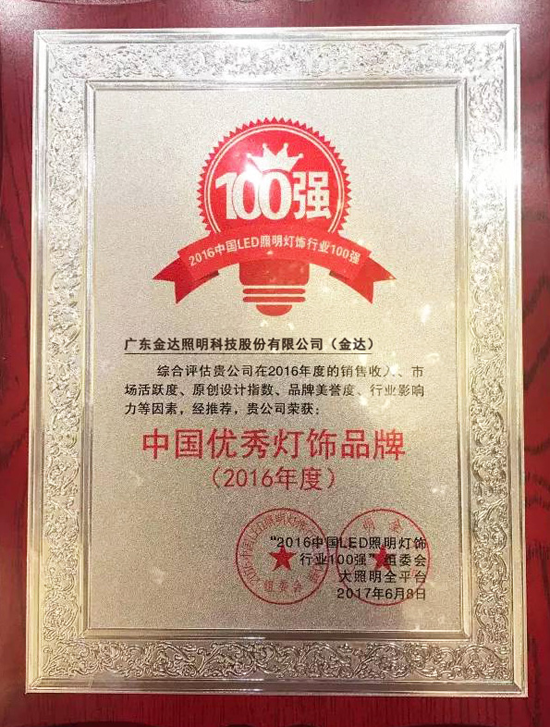 100强
2016中国LED照明灯饰行业100强
广东金达照明科技股份有限公司（金达）
综合评估贵公司在2016年度的销售收入、市
场活跃度、原创设计指数、品牌美誉度、行业影响
力等因素，经推荐，贵公司荣获：
中国优秀灯饰品牌
（2016年度）
“2016中国LED照明灯饰
行业100强”组委会
大照明全平台
2017年6月8日
组委会